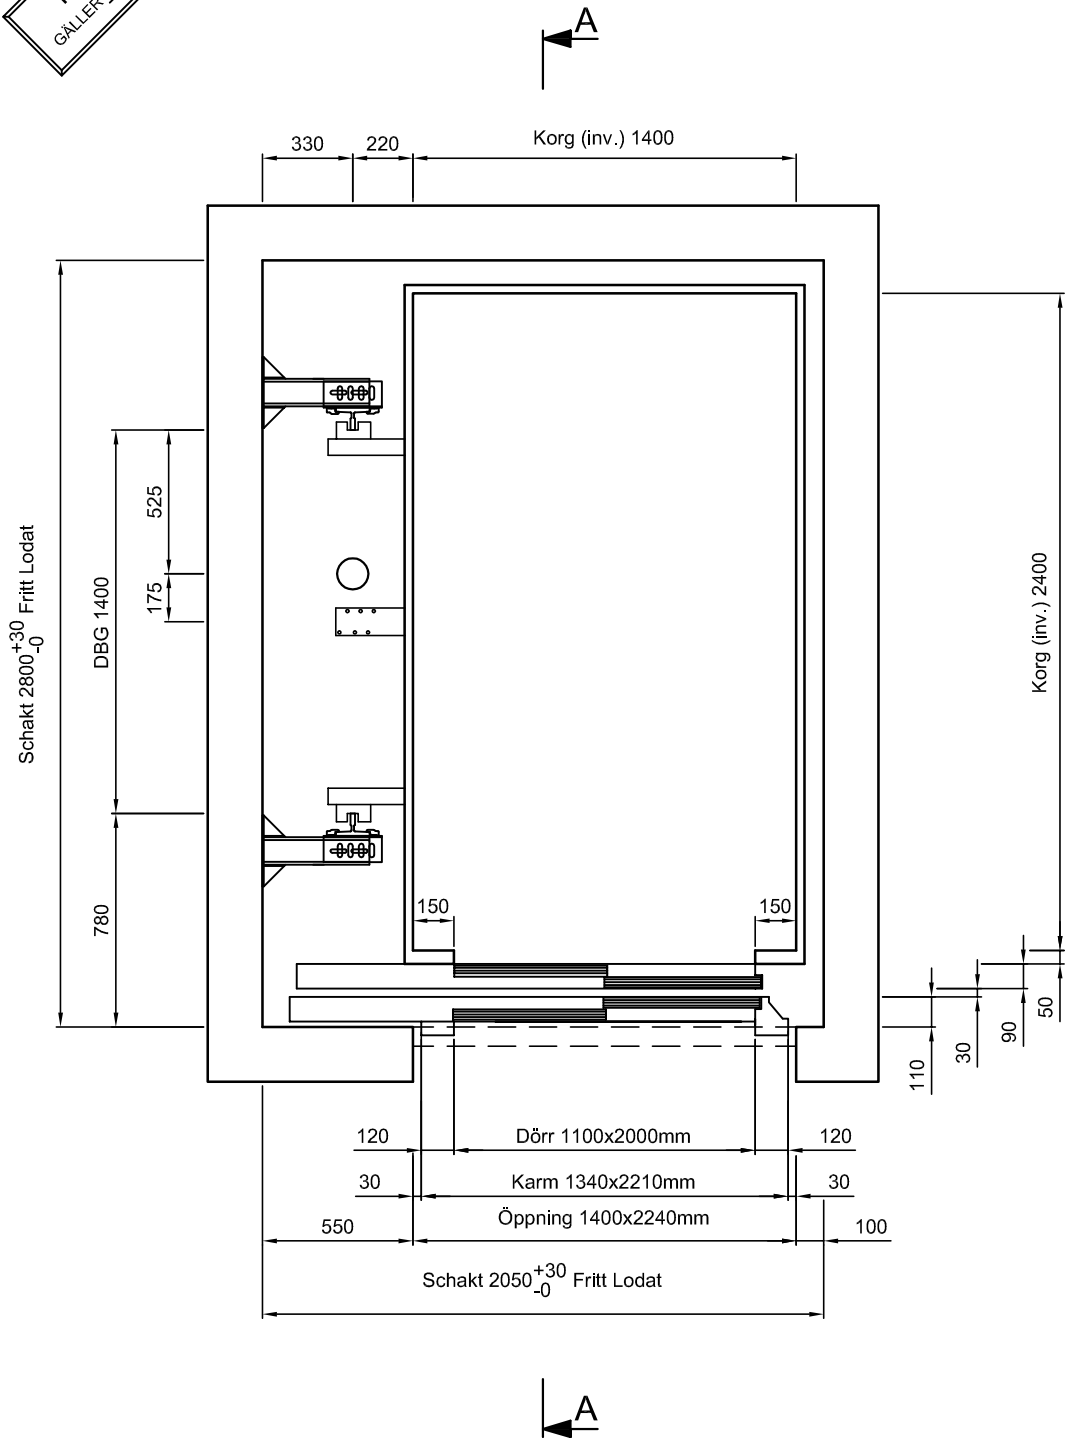 GÄLLER
A
330
220
Korg (inv.) 1400
Schakt 2800 +30 -0 Fritt Lodat
DBG 1400
525
175
780
Korg (inv.) 2400
150
150
50
90
30
110
120
Dörr 1100x2000mm
120
30
Karm 1340x2210mm
30
550
Öppning 1400x2240mm
100
Schakt 2050 +30 -0 Fritt Lodat
A